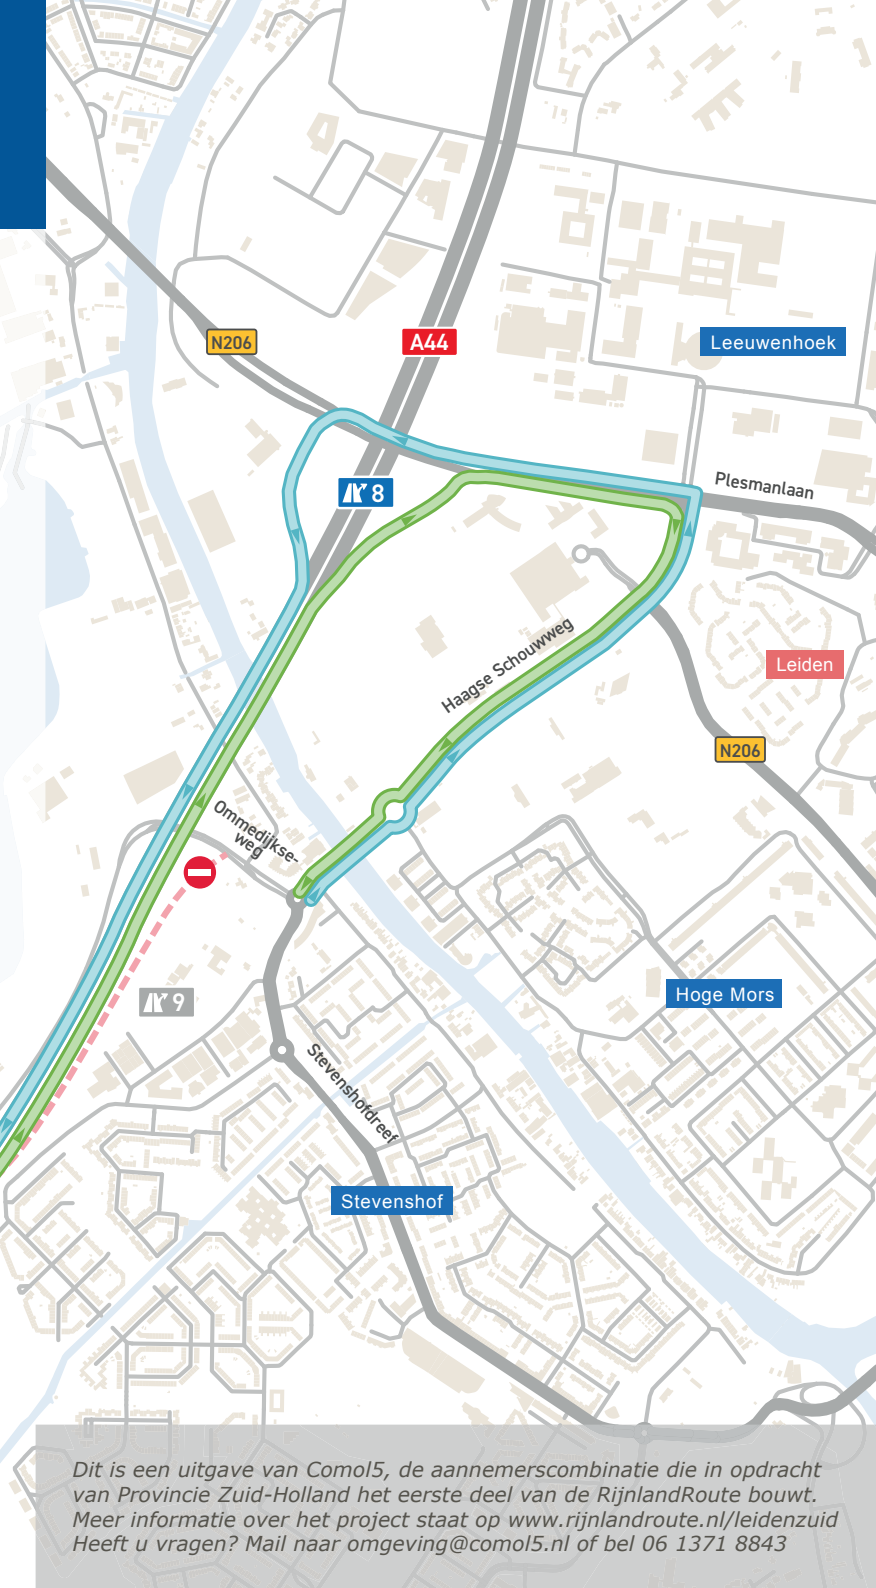 N206
A44
Leeuwenhoek
8
Plesmanlaan
Haagse Schouwweg
Leiden
N206
Ommedijkse-
weg
9
Hoge Mors
Stevenshofdreef
Stevenshof
Dit is een uitgave van Comol5, de aannemerscombinatie die in opdracht
van Provincie Zuid-Holland het eerste deel van de RijnlandRoute bouwt.
Meer informatie over het project staat op www.rijnlandroute.nl/leidenzuid
Heeft u vragen? Mail naar omgeving@comol5.nl of bel 06 1371 8843